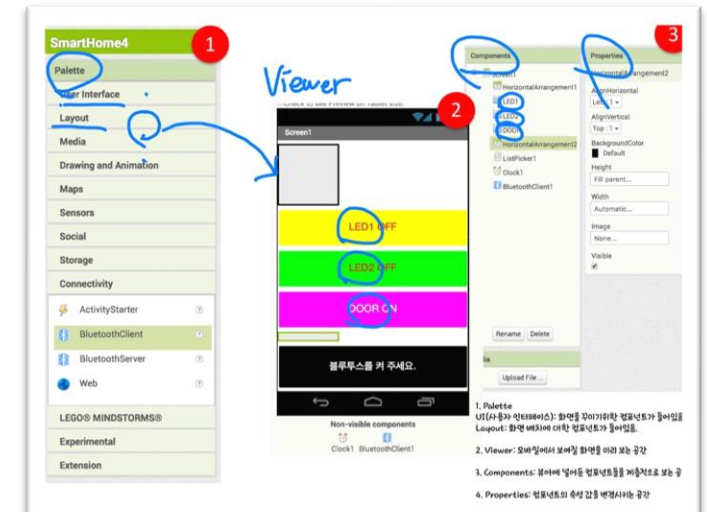 SmartHome4
1
Palette
User Interface
Layout
Media
Drawing and Animation
Maps
Sensors
Social
Storage
Connectivity
ActivityStarter
BluetoothClient
BluetoothServer
Web
LEGO® MINDSTORMS®
Experimental
Extension
Viewer
Check to see Preview on Tablet size.
2
Screen1
LED1 OFF
LED2 OFF
DOOR ON
블루투스를 켜 주세요.
Non-visible components
Clock1 BluetoothClient1
3
Components
Screen1
HorizontalArrangement1
LED1
LED2
DOOR
HorizontalArrangement2
ListPicker1
Clock1
BluetoothClient1
Rename Delete
Upload File ...
Properties
HorizontalArrangement2
AlignHorizontal
Left : 1
AlignVertical
Top : 1
BackgroundColor
Default
Height
Fill parent...
Width
Automatic...
Image
None...
Visible
1. Palette
UI(사용자 인터페이스): 화면을 꾸미기위한 컴포넌트가 들어있음
Layout: 화면 배치에 대한 컴포넌트가 들어있음.
2. Viewer: 모바일에서 보여질 화면을 미리 보는 공간
3. Components: 뷰어에 넣어둔 컴포넌트들을 계층적으로 보는 공
4. Properties: 컴포넌트의 속성 값을 변경시키는 공간